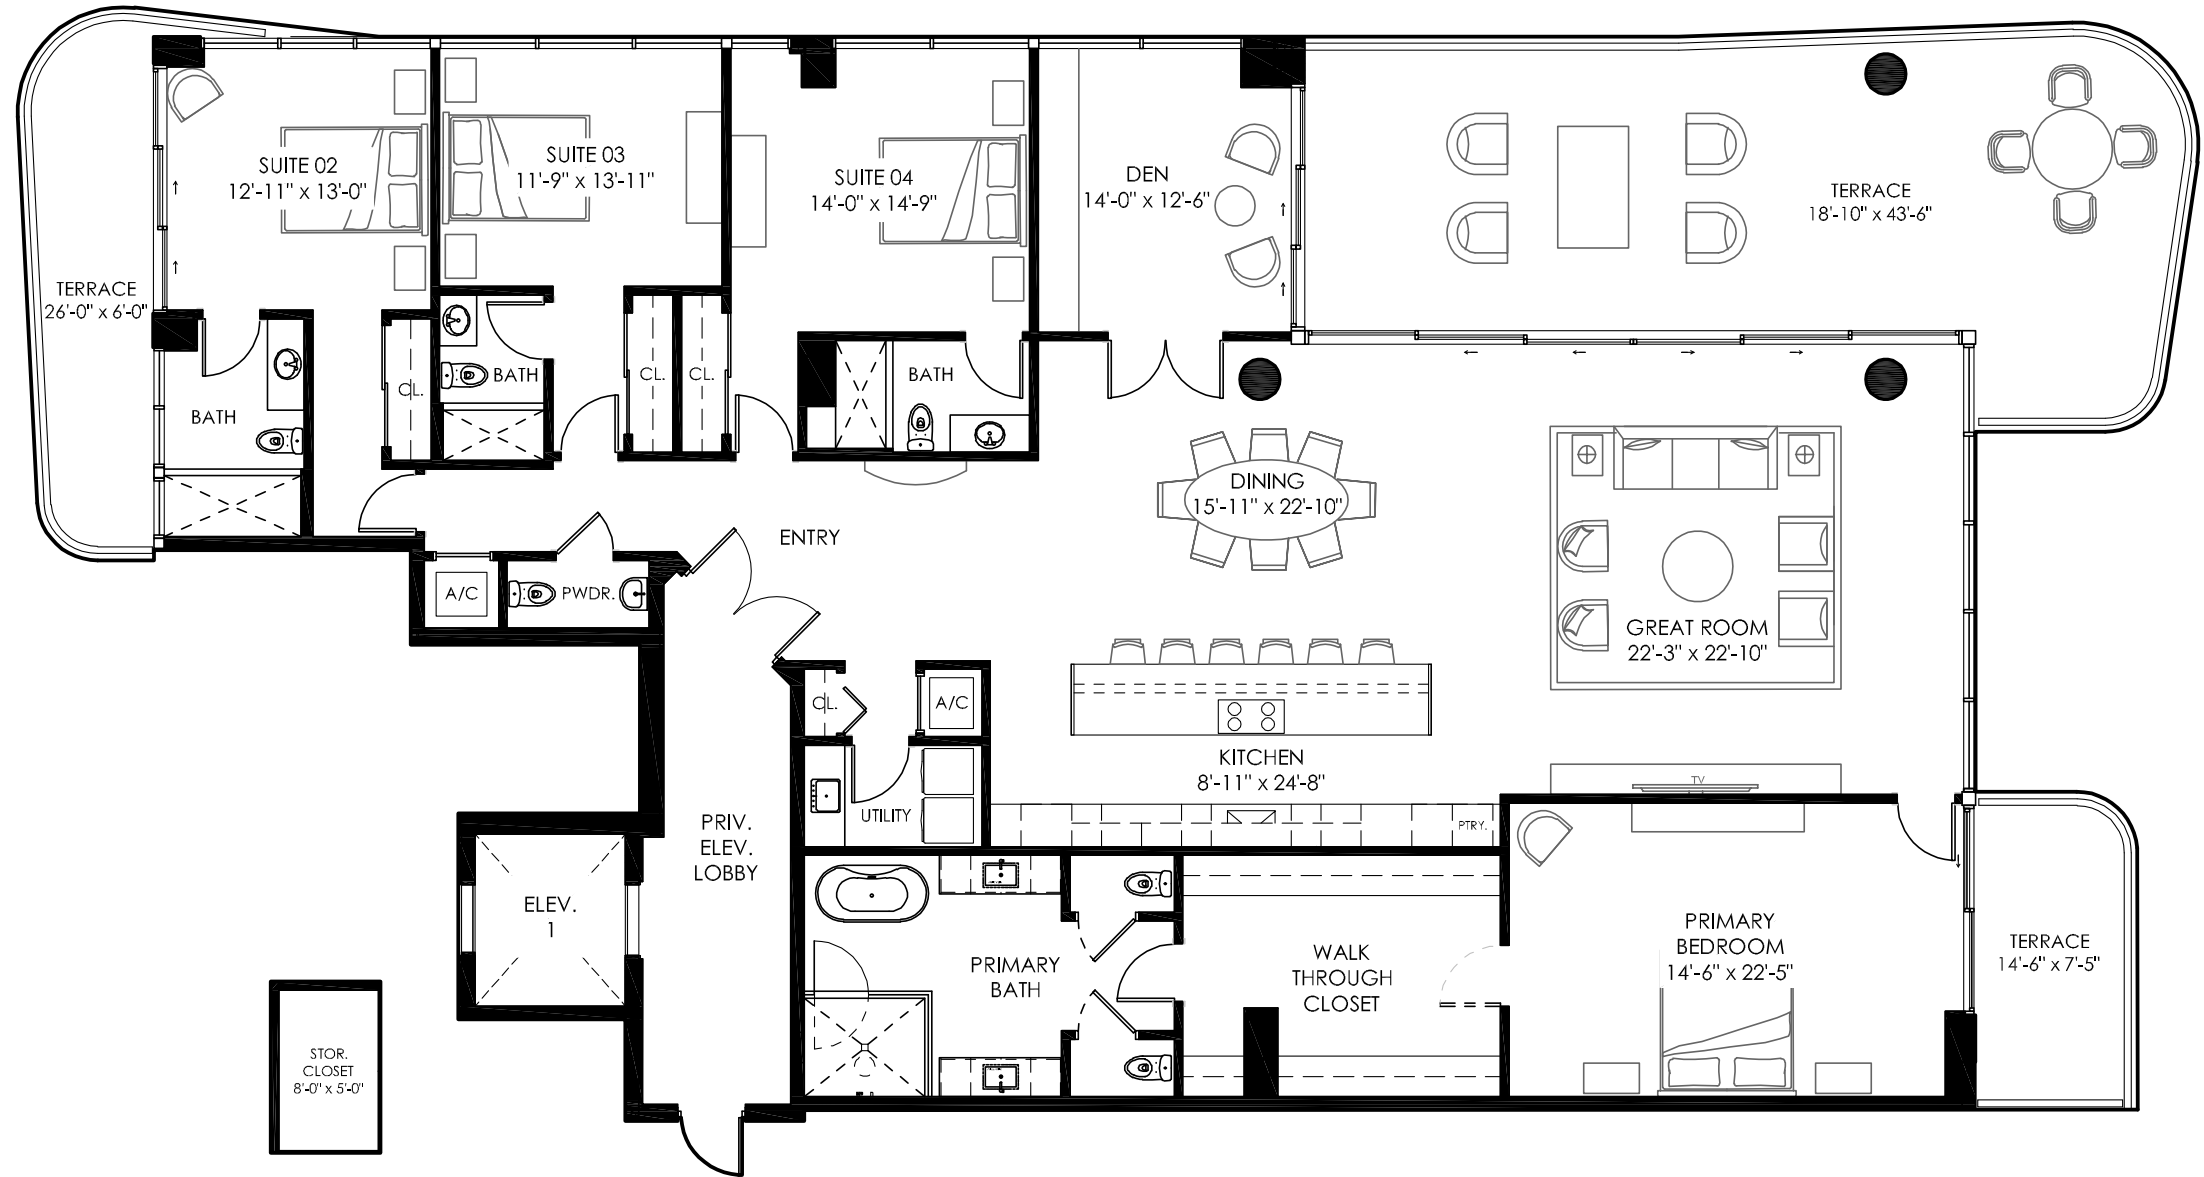 SUITE 02
12'-11" x 13'-0"
SUITE 03
11'-9" x 13'-11"
SUITE 04
14'-0" x 14'-9"
DEN
14'-0" x 12'-6"
TERRACE
18'-10" x 43'-6"
TERRACE
26'-0" x 6'-0"
BATH
CL.
BATH
CL.
CL.
BATH
DINING
15'-11" x 22'-10"
ENTRY
A/C
PWDR.
GREAT ROOM
22'-3" x 22'-10"
CL.
A/C
KITCHEN
8'-11" x 24'-8"
TV
UTILITY
PTRY.
PRIV.
ELEV.
LOBBY
ELEV.
1
PRIMARY
BATH
WALK
THROUGH
CLOSET
PRIMARY
BEDROOM
14'-6" x 22'-5"
TERRACE
14'-6" x 7'-5"
STOR.
CLOSET
8'-0" x 5'-0"